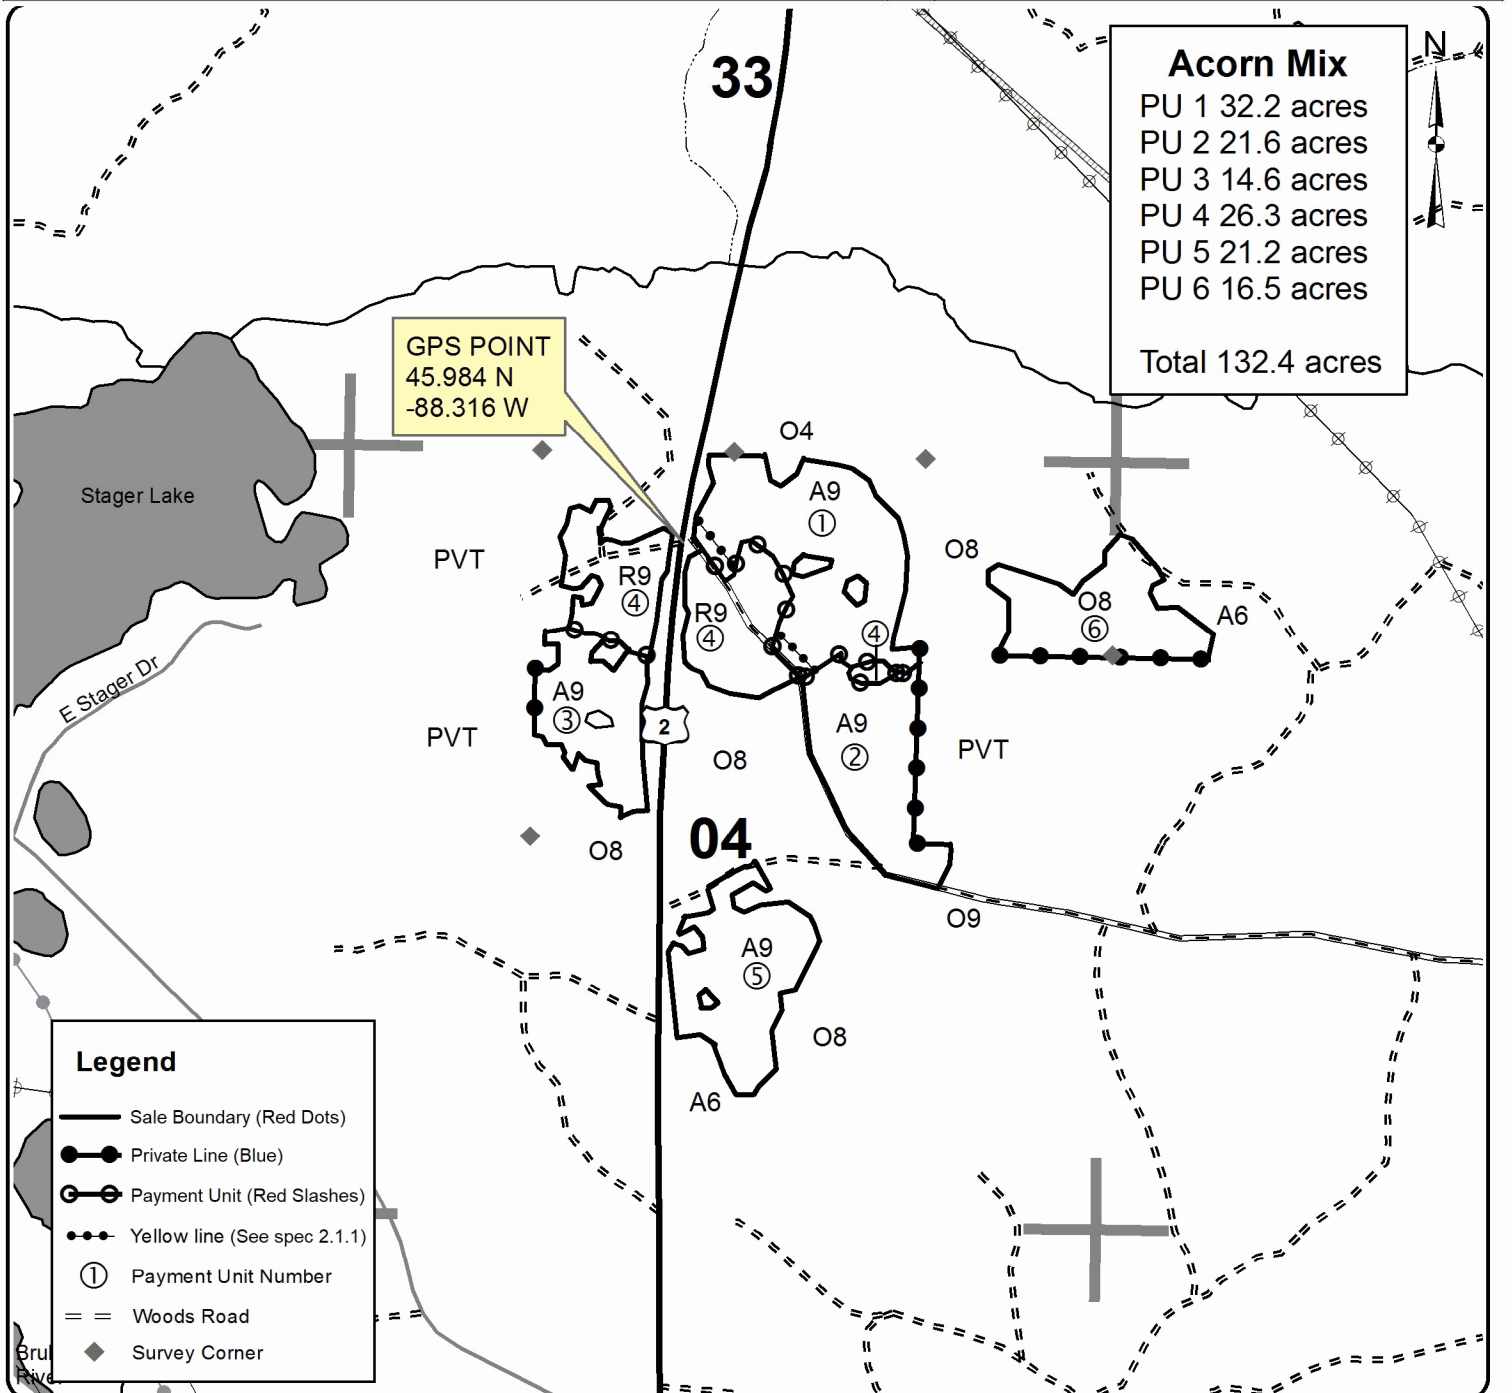 33
N
Acorn Mix
PU 1 32.2 acres
PU 2 21.6 acres
PU 3 14.6 acres
PU 4 26.3 acres
PU 5 21.2 acres
PU 6 16.5 acres
Total 132.4 acres
GPS POINT
45.984 N
-88.316 W
O4
Stager Lake
A9
①
PVT
O8
R9
④
R9
④
④
O8
⑥
A6
E Stager Dr
A9
③
2
A9
②
PVT
PVT
O8
04
O8
O9
A9
⑤
O8
A6
Legend
Sale Boundary (Red Dots)
Private Line (Blue)
Payment Unit (Red Slashes)
Yellow line (See spec 2.1.1)
① Payment Unit Number
Woods Road
Survey Corner